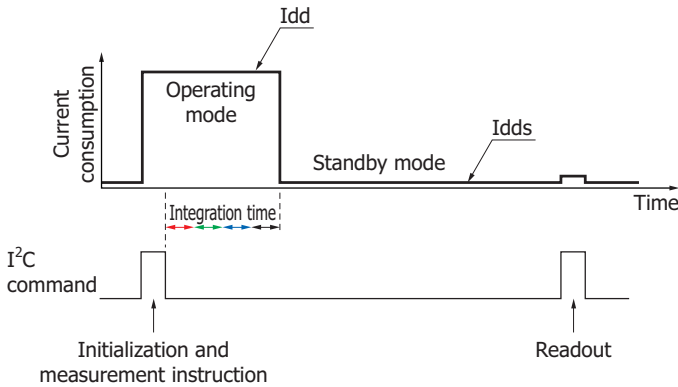 Idd
Current
consumption
Operating
mode
Idds
Standby mode
Time
Integration time
I²C
command
Initialization and
measurement instruction
Readout